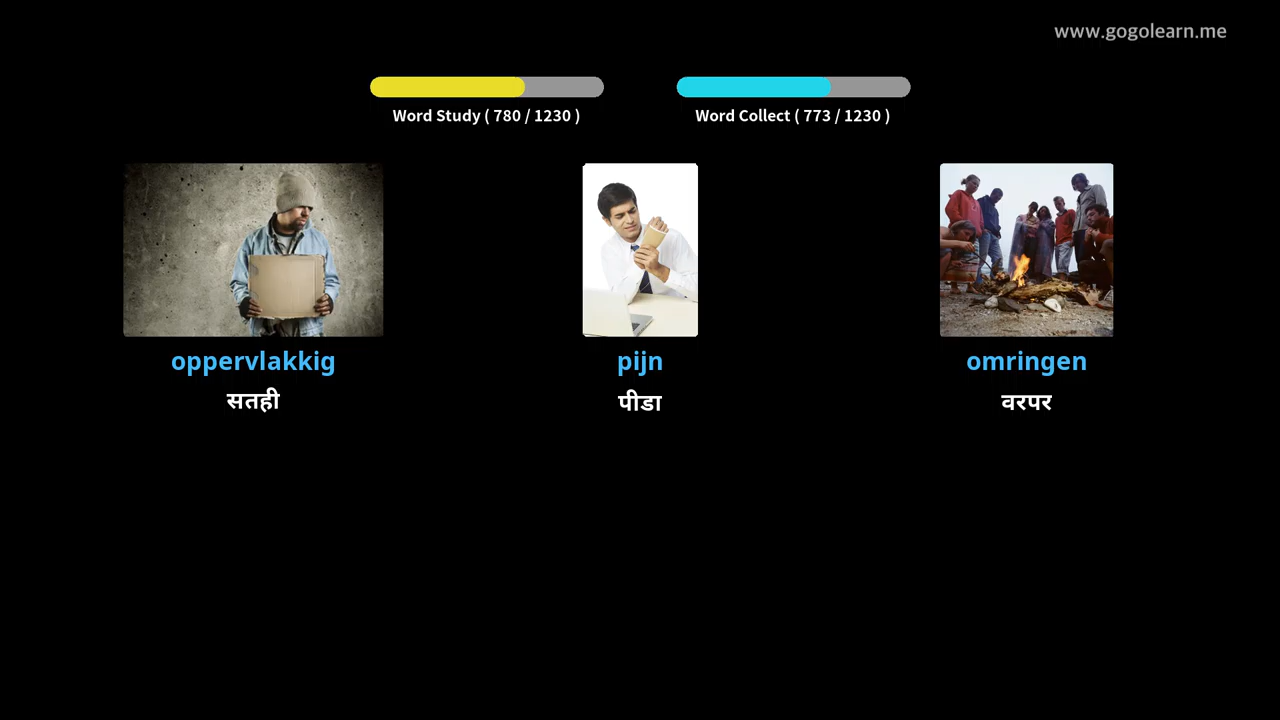 www.gogolearn.me
Word Study ( 780 / 1230 )
Word Collect ( 773 / 1230 )
oppervlakkig
सतही
pijn
पीडा
omringen
वरपर